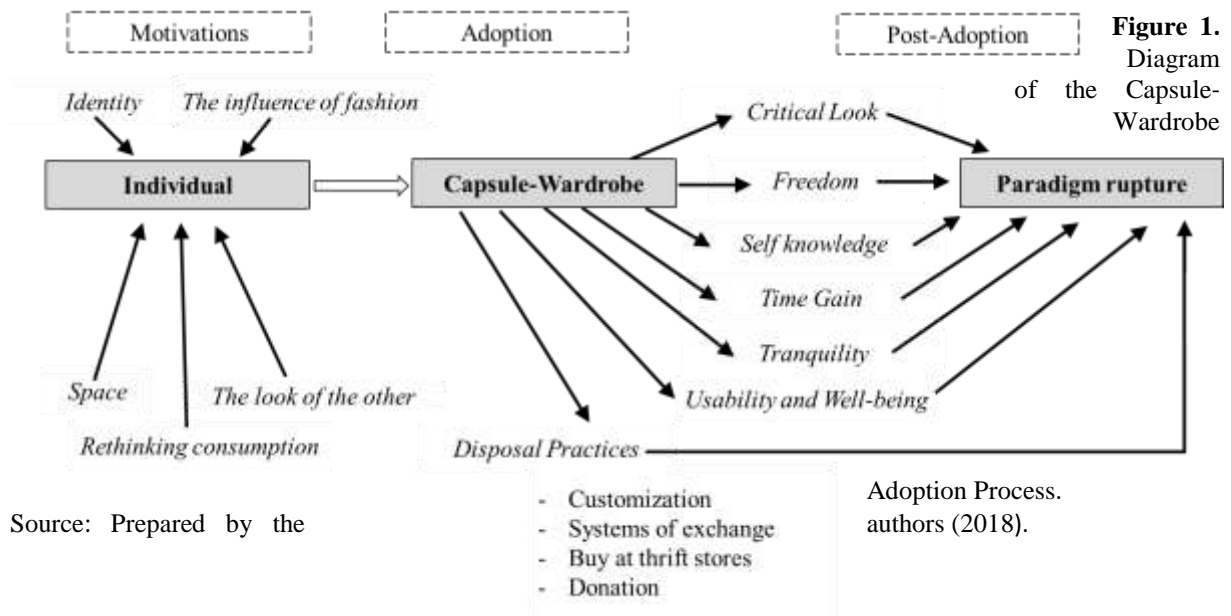 Motivations
Adoption
Post-Adoption
Figure 1.
Diagram
of the Capsule-
Wardrobe
Identity
The influence of fashion
Critical Look
Individual
Capsule-Wardrobe
Freedom
Paradigm rupture
Self knowledge
Time Gain
Tranquility
Space
The look of the other
Usability and Well-being
Rethinking consumption
Disposal Practices
- Customization
- Systems of exchange
- Buy at thrift stores
- Donation
Adoption Process.
Source: Prepared by the
authors (2018).